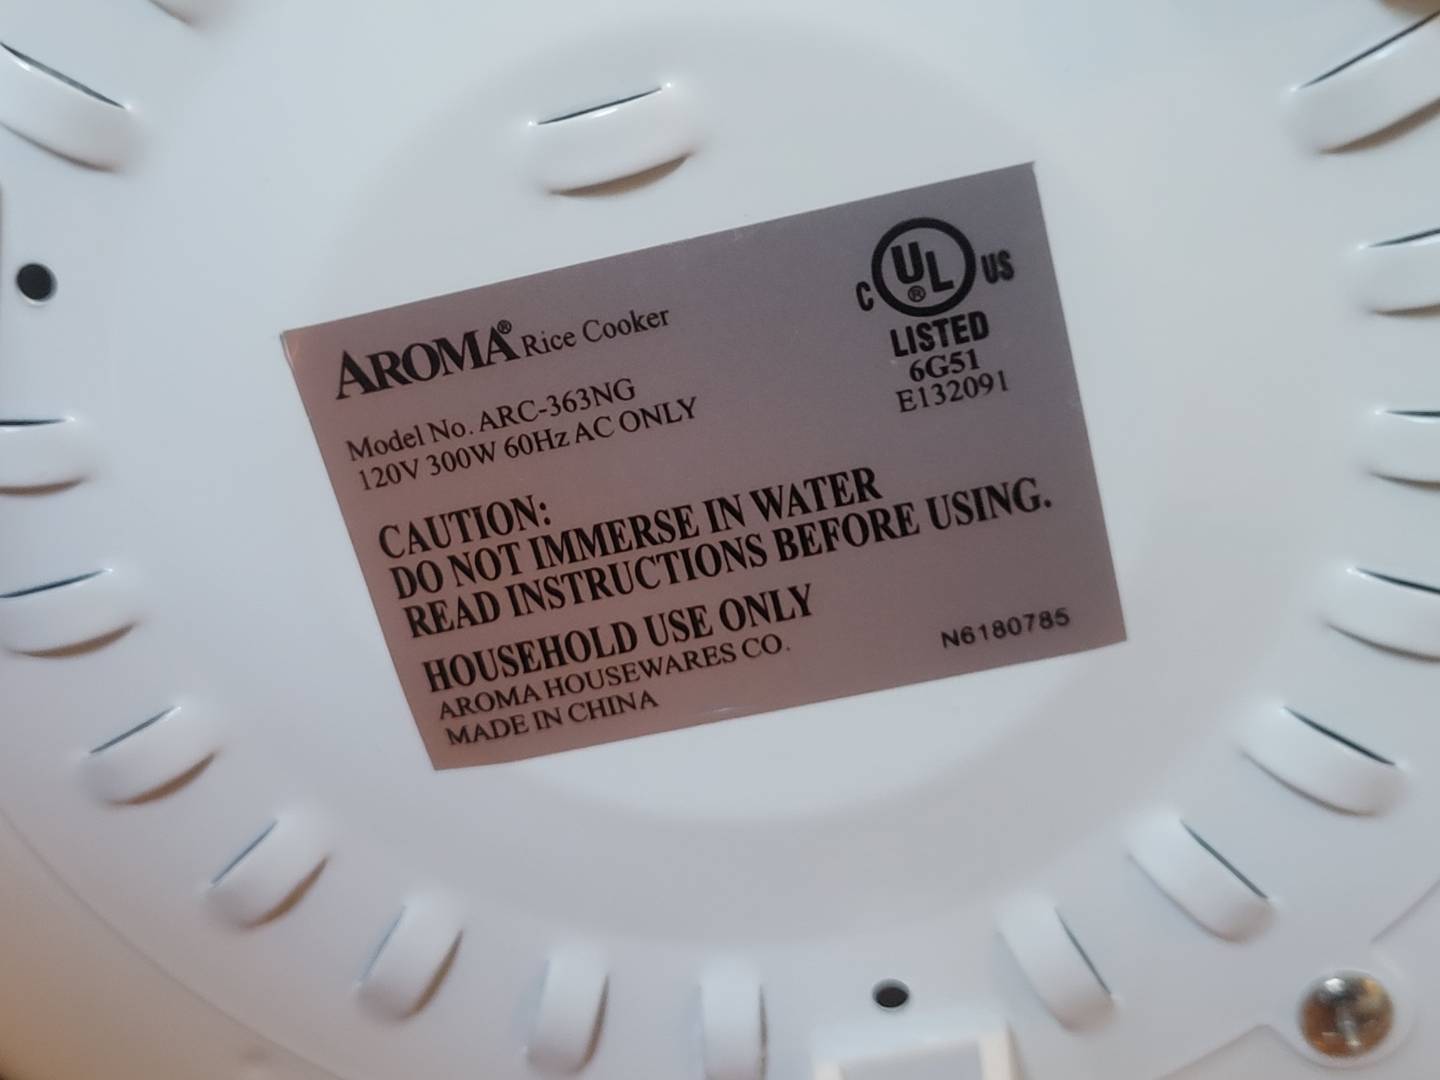 AROMA® Rice Cooker
Model No. ARC-363NG
120V 300W 60Hz AC ONLY
C UL® US
LISTED
6G51
E132091
CAUTION:
DO NOT IMMERSE IN WATER
READ INSTRUCTIONS BEFORE USING.
HOUSEHOLD USE ONLY
AROMA HOUSEWARES CO.
MADE IN CHINA
N6180785